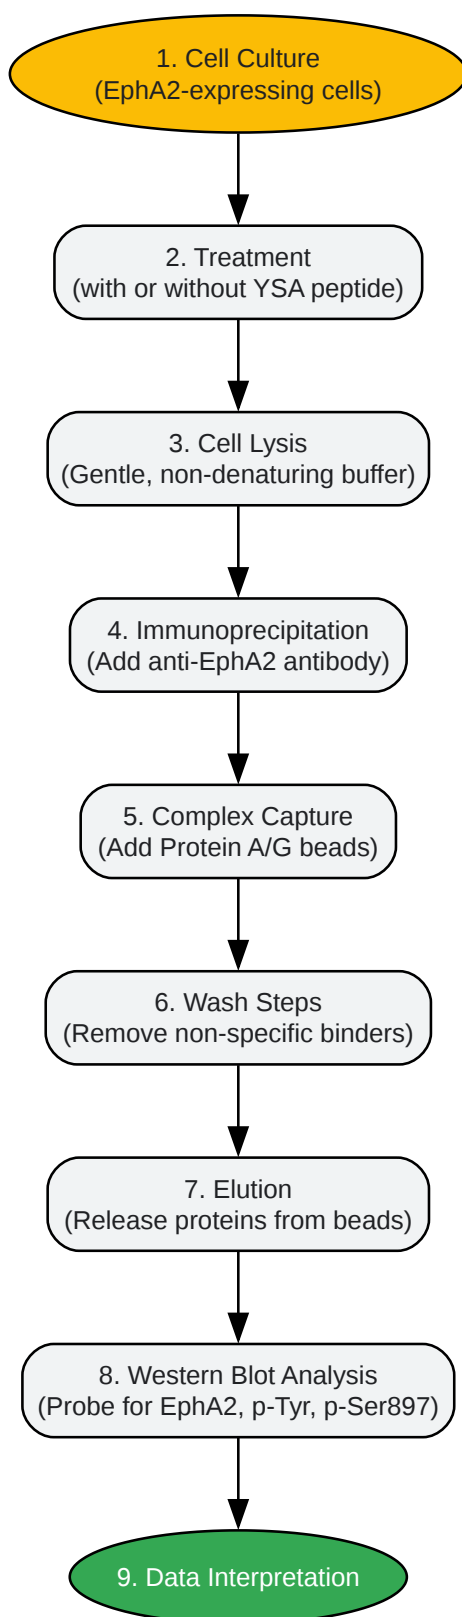 1. Cell Culture
(EphA2-expressing cells)
2. Treatment
(with or without YSA peptide)
3. Cell Lysis
(Gentle, non-denaturing buffer)
4. Immunoprecipitation
(Add anti-EphA2 antibody)
5. Complex Capture
(Add Protein A/G beads)
6. Wash Steps
(Remove non-specific binders)
7. Elution
(Release proteins from beads)
8. Western Blot Analysis
(Probe for EphA2, p-Tyr, p-Ser897)
9. Data Interpretation